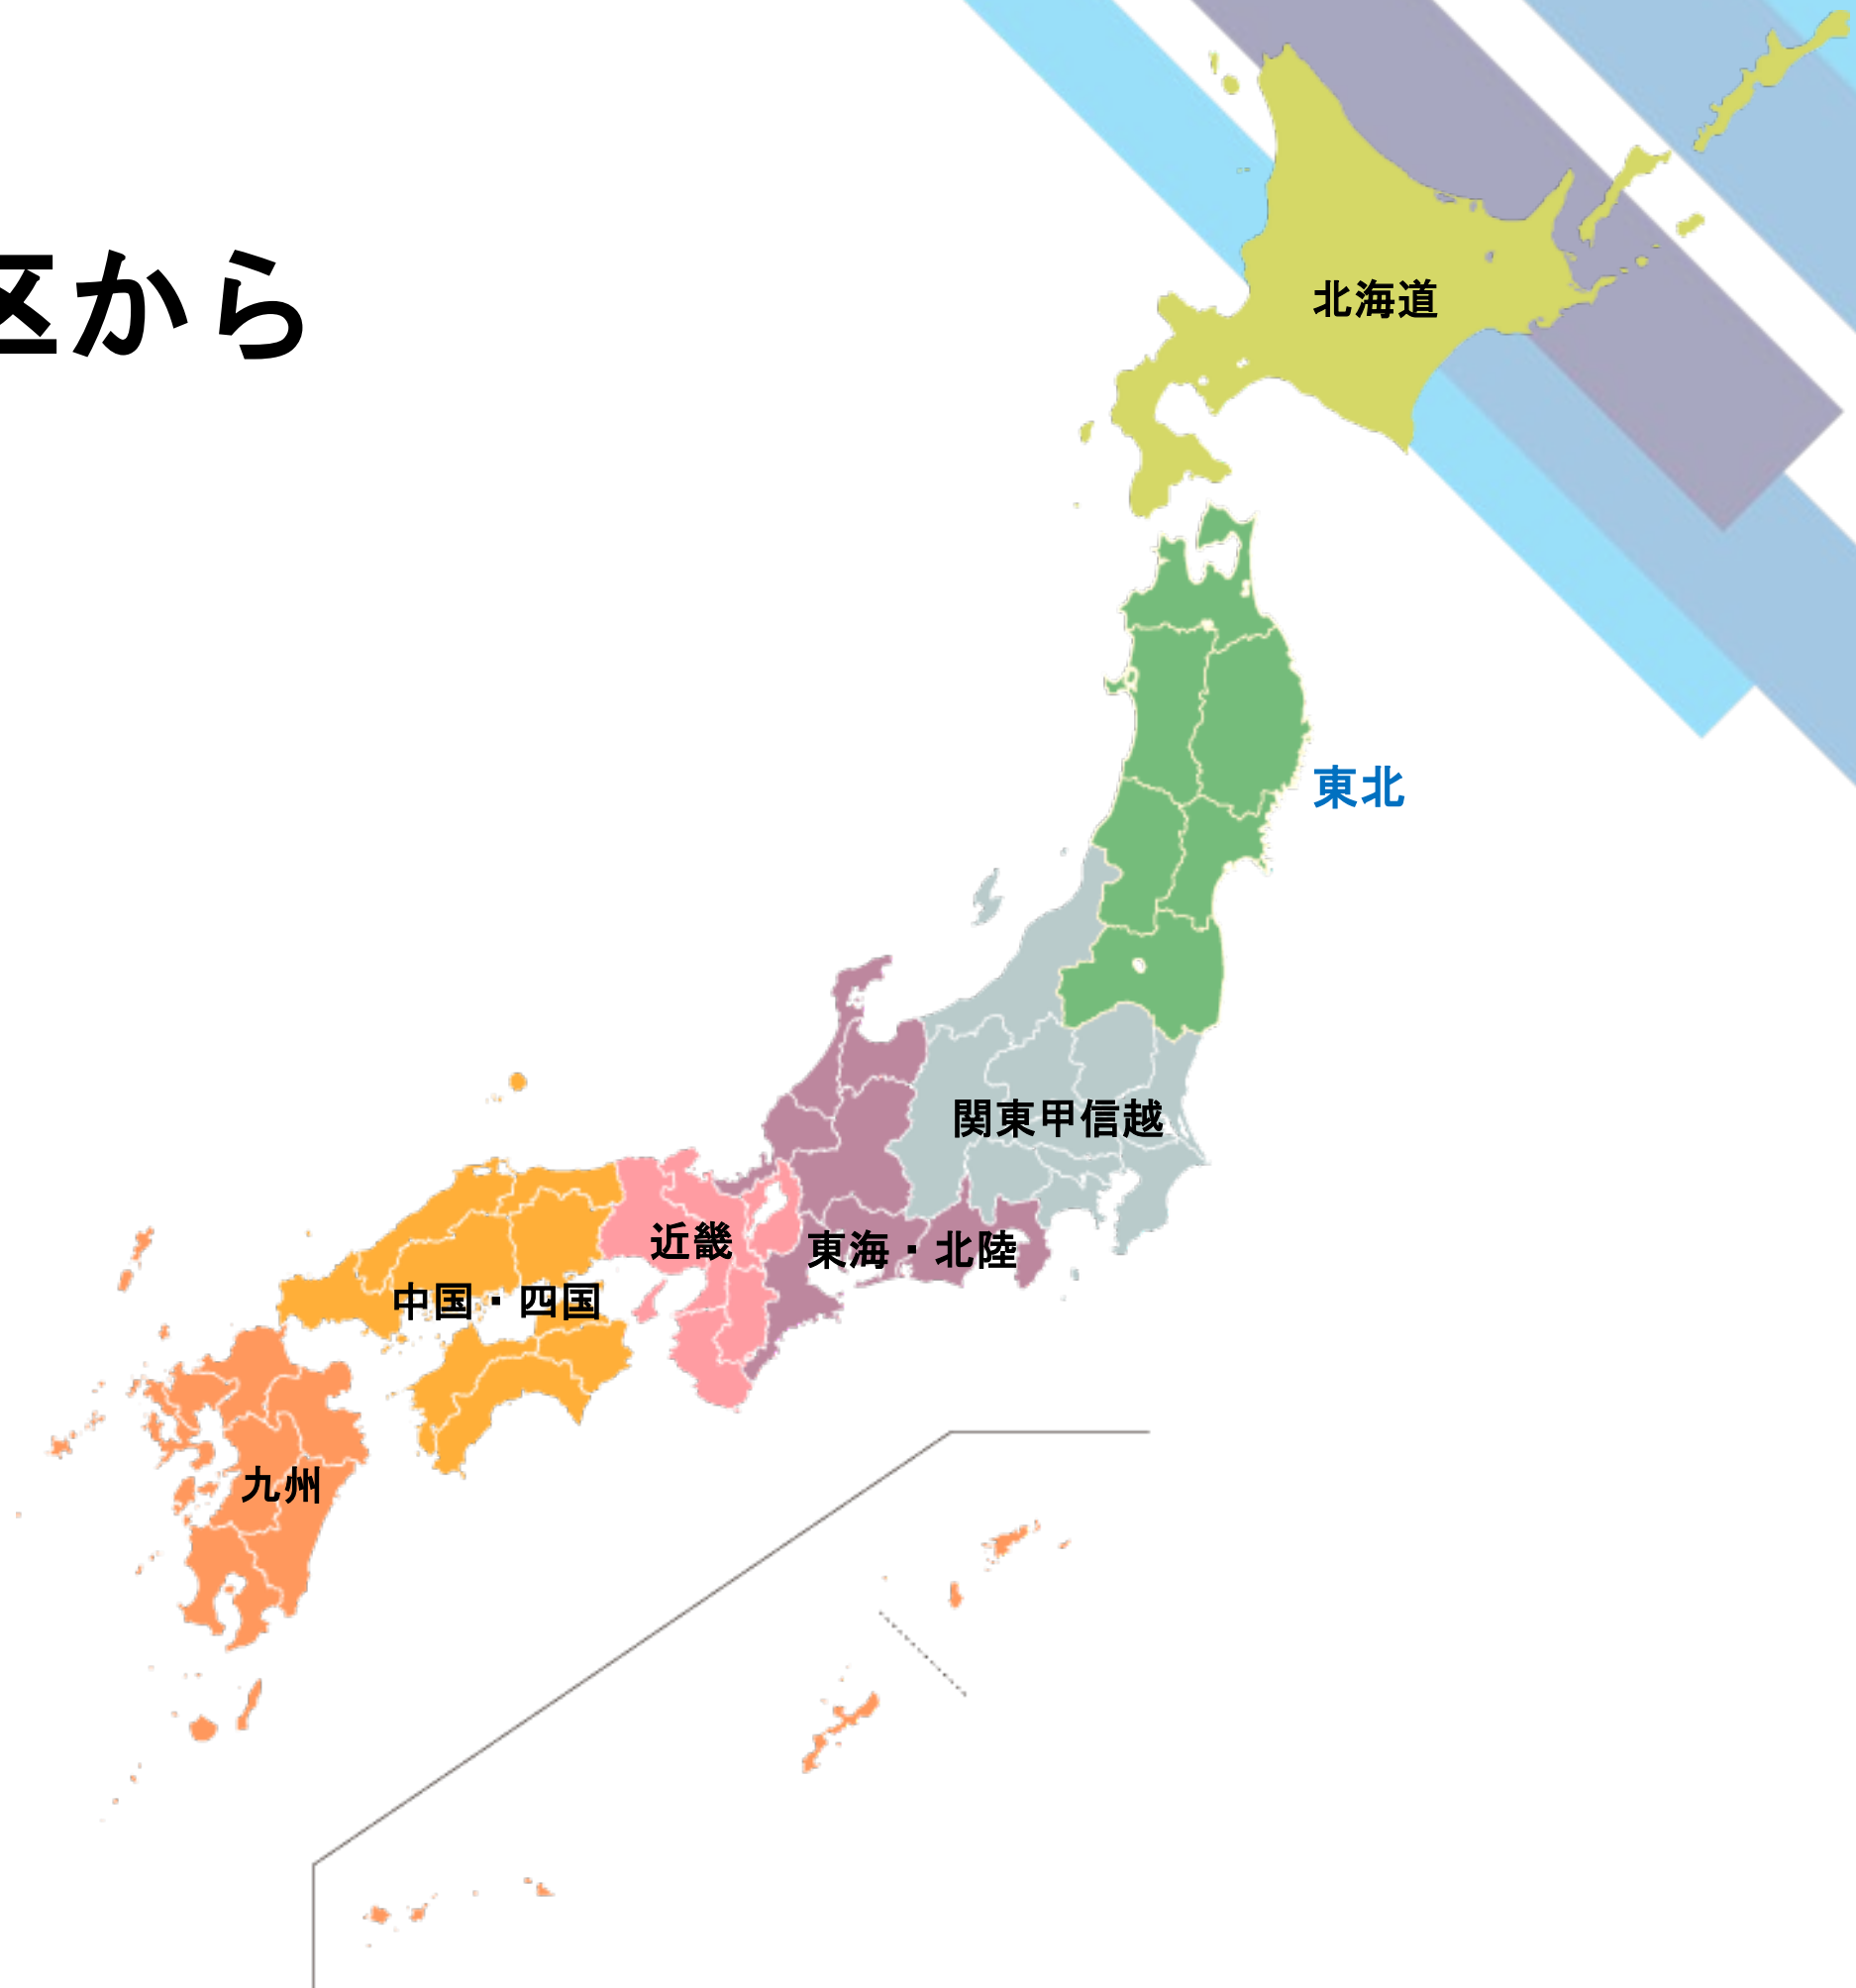 区から
北海道
東北
関東甲信越
近畿
東海・北陸
中国・四国
九州